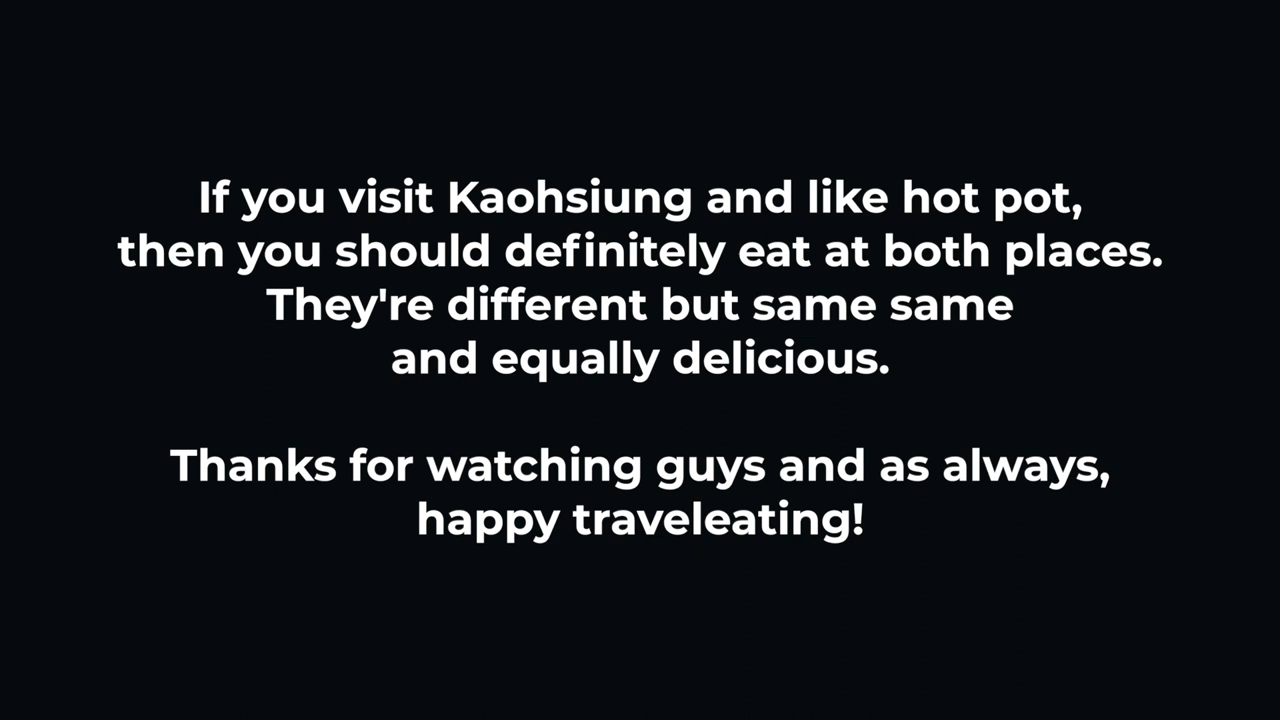 If you visit Kaohsiung and like hot pot,
then you should definitely eat at both places.
They're different but same same
and equally delicious.
Thanks for watching guys and as always,
happy traveleating!